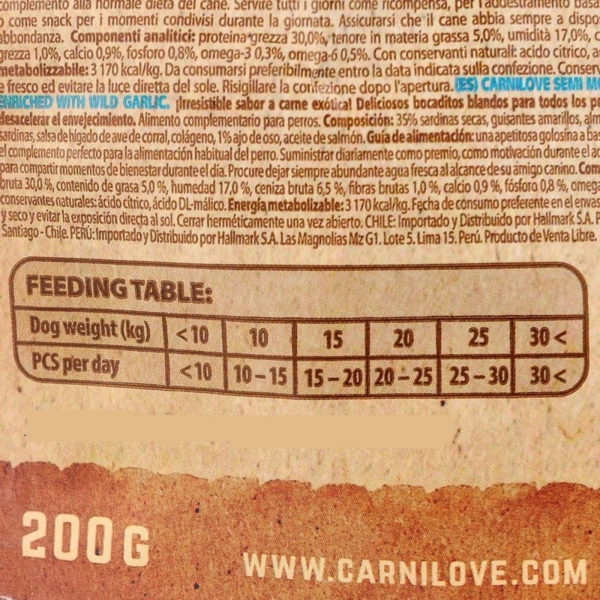 complemento alla normale dieta del cane. Servire tutti i giorni come ricompensa, per l'addestramento
o come snack per i momenti condivisi durante la giornata. Assicurarsi che il cane abbia sempre a dispo
abbondanza. Componenti analitici: proteina grezza 30,0%, tenore in materia grassa 5,0%, umidità 17,0%, c
grezza 1,0%, calcio 0,9%, fosforo 0,8%, omega-3 0,3%, omega-6 0,5%. Con conservanti naturali: acido citrico, ac
metabolizzabile: 3 170 kcal/kg. Da consumarsi preferibilmente entro la data indicata sulla confezione. Conserv
e fresco ed evitare la luce diretta del sole. Risigillare la confezione dopo l'apertura. (ES) CARNILOVE SEMI MO
ENRICHED WITH WILD GARLIC. ¡Irresistible sabor a carne exótica! Deliciosos bocaditos blandos para todos los pe
desacelerar el envejecimiento. Alimento complementario para perros. Composición: 35% sardinas secas, guisantes amarillos, alm
sardinas, salsa de hígado de ave de corral, colágeno, 1% ajo de oso, aceite de salmón. Guía de alimentación: una apetitosa golosina a ba
el complemento perfecto para la alimentación habitual del perro. Suministrar diariamente como premio, como motivación durante el ad
para compartir momentos de bienestar durante el día. Procure dejar siempre abundante agua fresca al alcance de su amigo canino. Com
bruta 30,0 %, contenido de grasa 5,0 %, humedad 17,0 %, ceniza bruta 6,5 %, fibras brutas 1,0 %, calcio 0,9 %, fósforo 0,8 %, omega
conservantes naturales: ácido cítrico, ácido DL-málico. Energía metabolizable: 3 170 kcal/kg. Fecha de consumo preferente en el envas
y seco y evitar la exposición directa al sol. Cerrar herméticamente una vez abierto. CHILE: Importado y Distribuido por Hallmark S.A. P
Santiago - Chile. PERÚ: Importado y Distribuido por Hallmark S.A. Las Magnolias Mz G1. Lote 5. Lima 15. Perú. Producto de Venta Libre.
FEEDING TABLE:
Dog weight (kg) <10 10 15 20 25 30<
PCS per day <10 10–15 15–20 20–25 25–30 30<
200G
WWW.CARNILOVE.COM